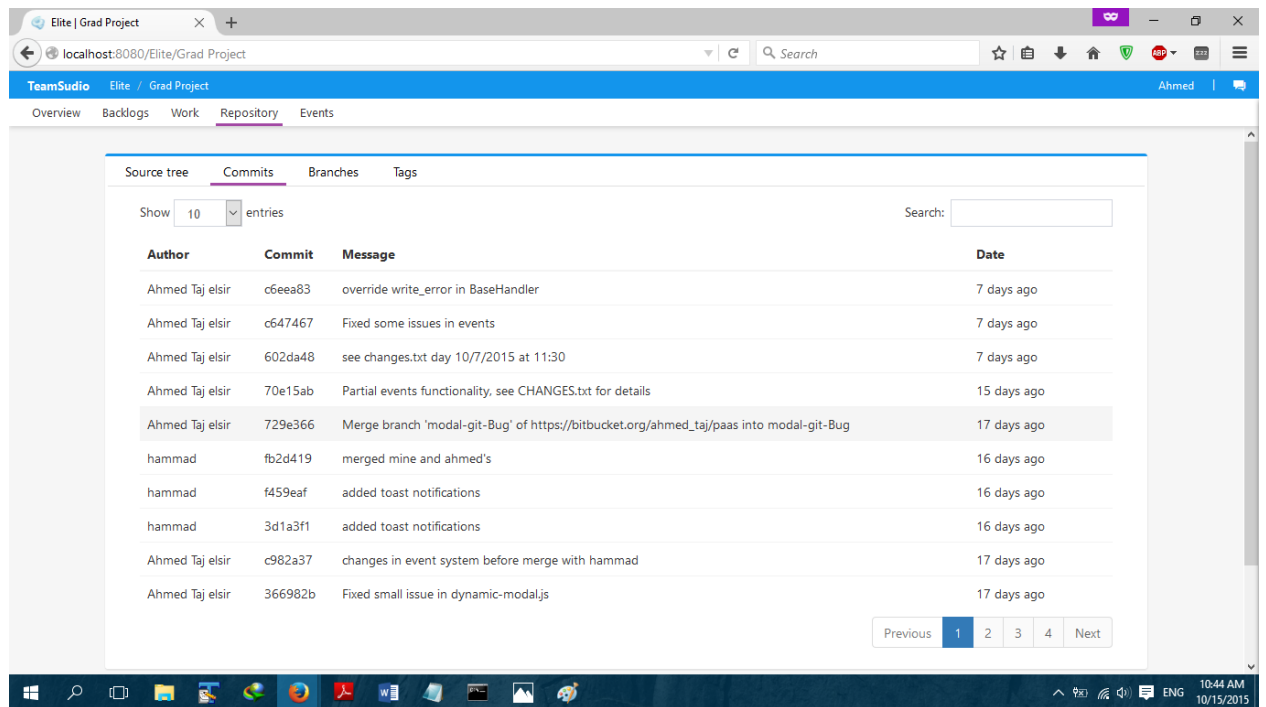 Elite | Grad Project
localhost:8080/Elite/Grad Project
Search
ABP
TeamSudio Elite / Grad Project Ahmed |
Overview Backlogs Work Repository Events
Source tree Commits Branches Tags
Show 10 entries Search:
Author Commit Message Date
Ahmed Taj elsir c6eea83 override write_error in BaseHandler 7 days ago
Ahmed Taj elsir c647467 Fixed some issues in events 7 days ago
Ahmed Taj elsir 602da48 see changes.txt day 10/7/2015 at 11:30 7 days ago
Ahmed Taj elsir 70e15ab Partial events functionality, see CHANGES.txt for details 15 days ago
Ahmed Taj elsir 729e366 Merge branch 'modal-git-Bug' of https://bitbucket.org/ahmed_taj/paas into modal-git-Bug 17 days ago
hammad fb2d419 merged mine and ahmed's 16 days ago
hammad f459eaf added toast notifications 16 days ago
hammad 3d1a3f1 added toast notifications 16 days ago
Ahmed Taj elsir c982a37 changes in event system before merge with hammad 17 days ago
Ahmed Taj elsir 366982b Fixed small issue in dynamic-modal.js 17 days ago
Previous 1 2 3 4 Next
ENG 10:44 AM
10/15/2015